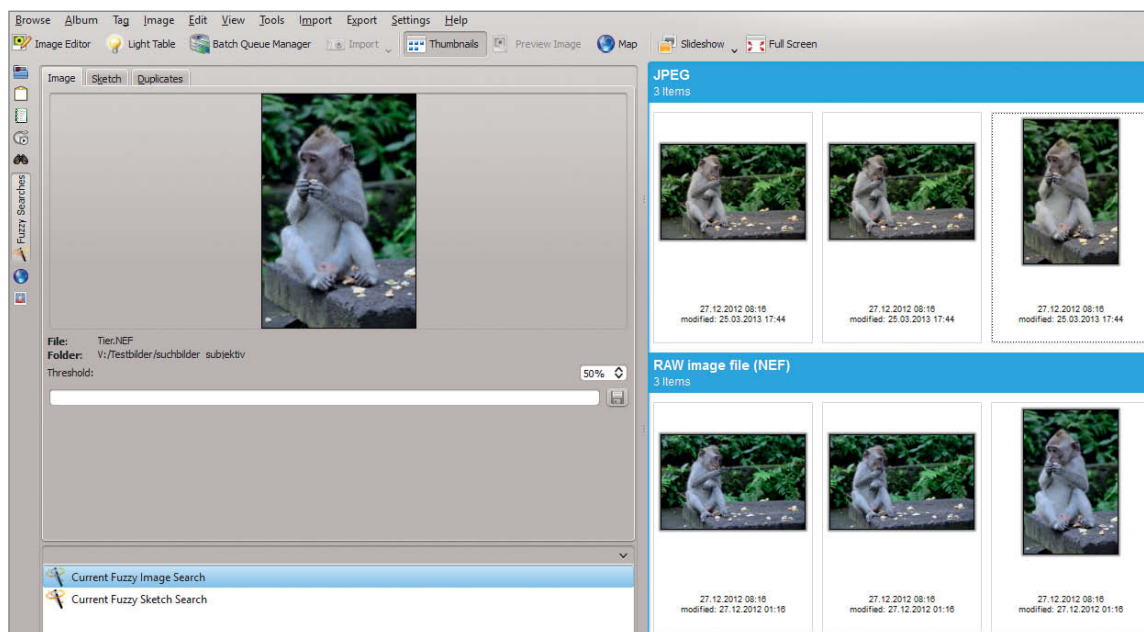 Browse Album Tag Image Edit View Tools Import Export Settings Help
Image Editor Light Table Batch Queue Manager Import Thumbnails Preview Image Map Slideshow Full Screen
Image Sketch Duplicates
Fuzzy Searches
File: Tier.NEF
Folder: V:/Testbilder/suchbilder subjektiv
Threshold: 50%
Current Fuzzy Image Search
Current Fuzzy Sketch Search
JPEG
3 Items
27.12.2012 08:16 27.12.2012 08:16 27.12.2012 08:16
modified: 25.03.2013 17:44 modified: 25.03.2013 17:44 modified: 25.03.2013 17:44
RAW image file (NEF)
3 Items
27.12.2012 08:16 27.12.2012 08:16 27.12.2012 08:16
modified: 27.12.2012 01:16 modified: 27.12.2012 01:16 modified: 27.12.2012 01:16